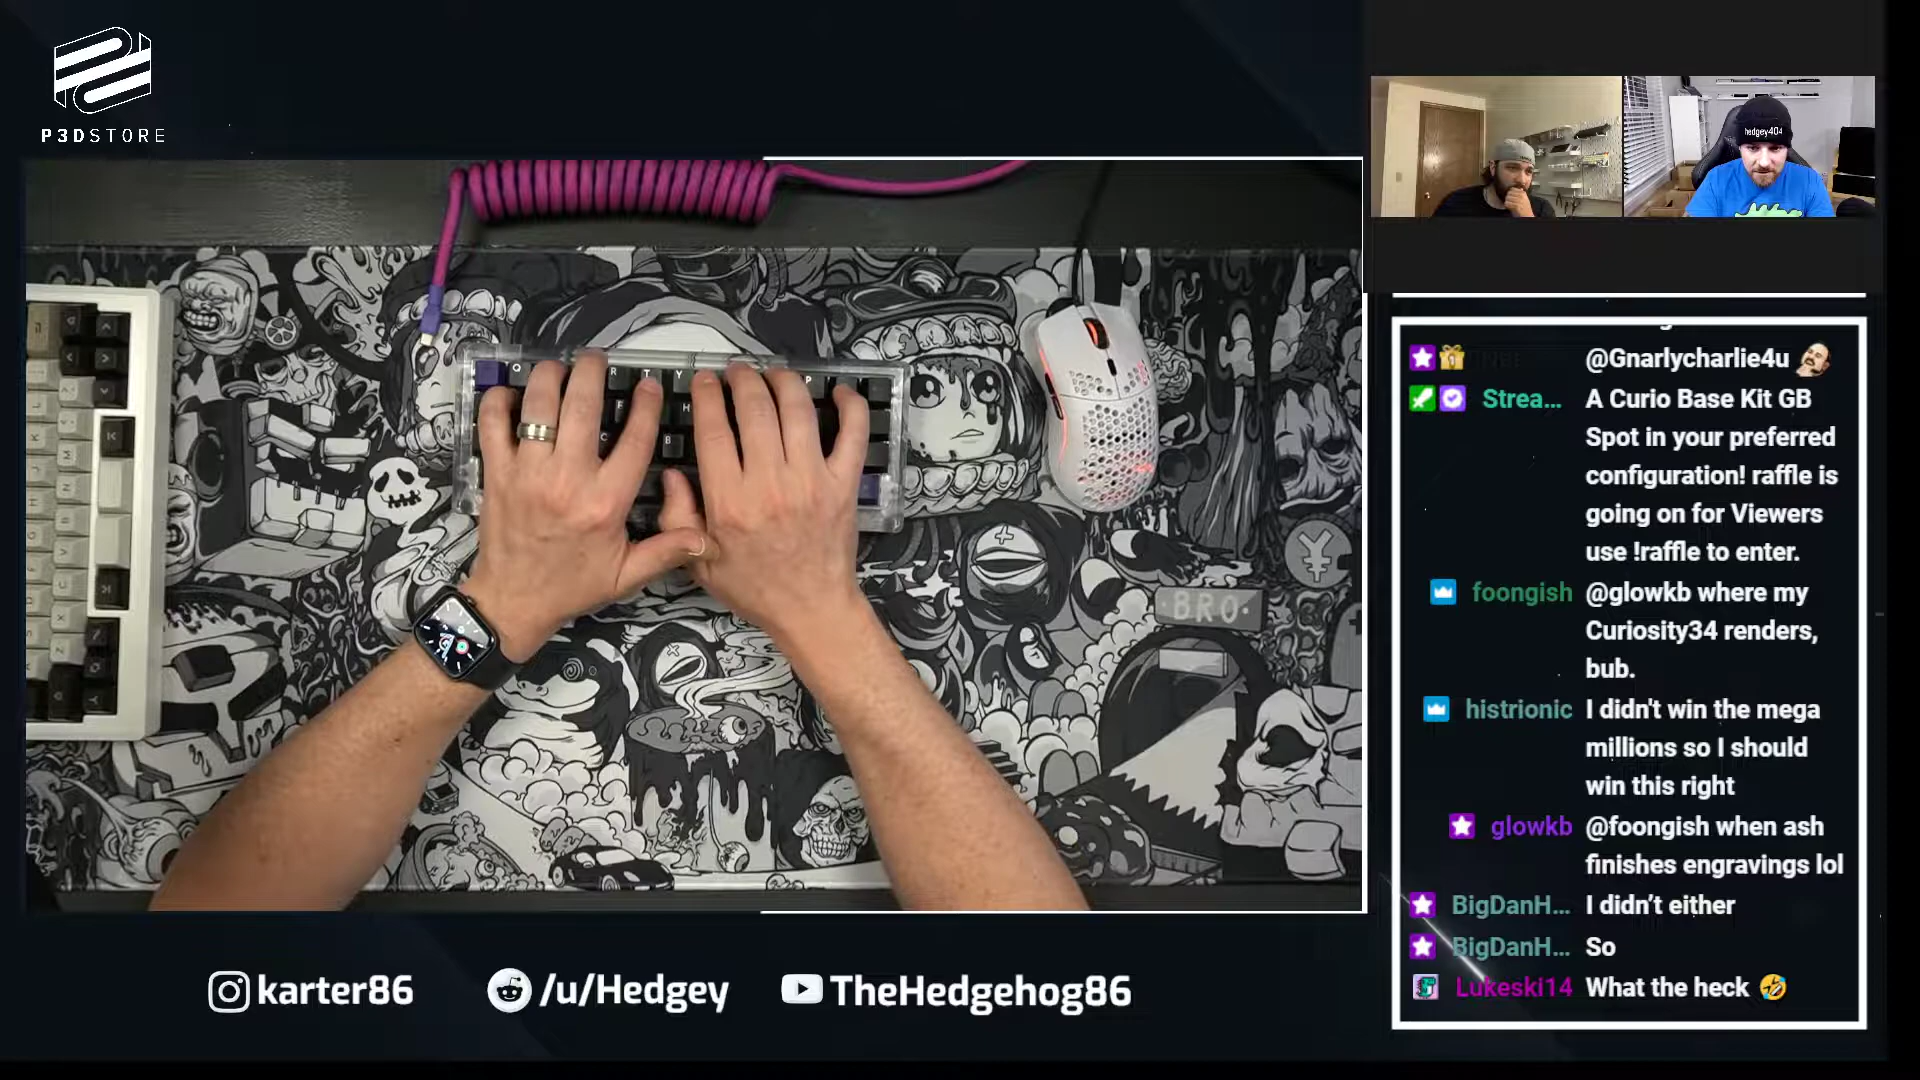 P3DSTORE
hedgey404
Q
R
T
Y
P
F
H
C
B
BRO
¥
@Gnarlycharlie4u
Strea... A Curio Base Kit GB
Spot in your preferred
configuration! raffle is
going on for Viewers
use !raffle to enter.
foongish @glowkb where my
Curiosity34 renders,
bub.
histrionic I didn't win the mega
millions so I should
win this right
glowkb @foongish when ash
finishes engravings lol
BigDanH... I didn't either
BigDanH... So
Lukeski14 What the heck
karter86
/u/Hedgey
TheHedgehog86